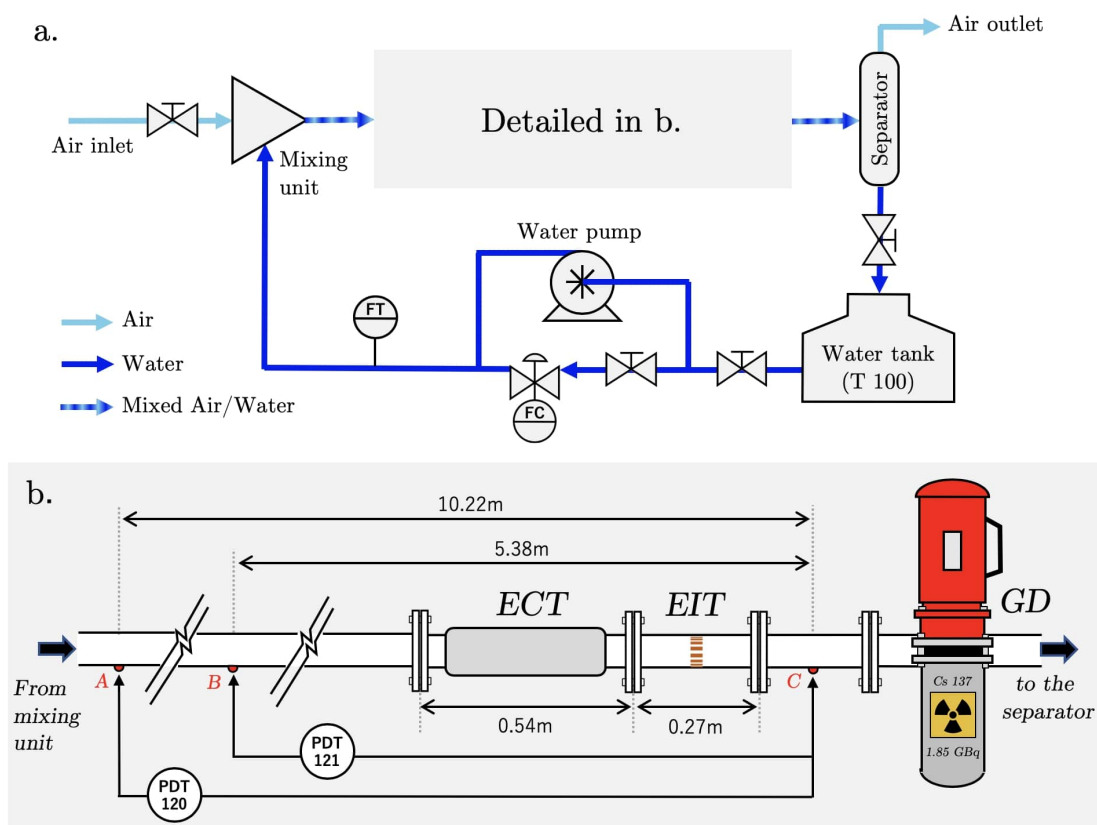 a.
Air outlet
Separator
Detailed in b.
Air inlet
Mixing
unit
Water pump
FT
Air
Water
Mixed Air/Water
FC
Water tank
(T 100)
b.
10.22m
5.38m
ECT
EIT
GD
A
B
C
From
mixing
unit
0.54m
0.27m
Cs 137
1.85 GBq
to the
separator
PDT
121
PDT
120